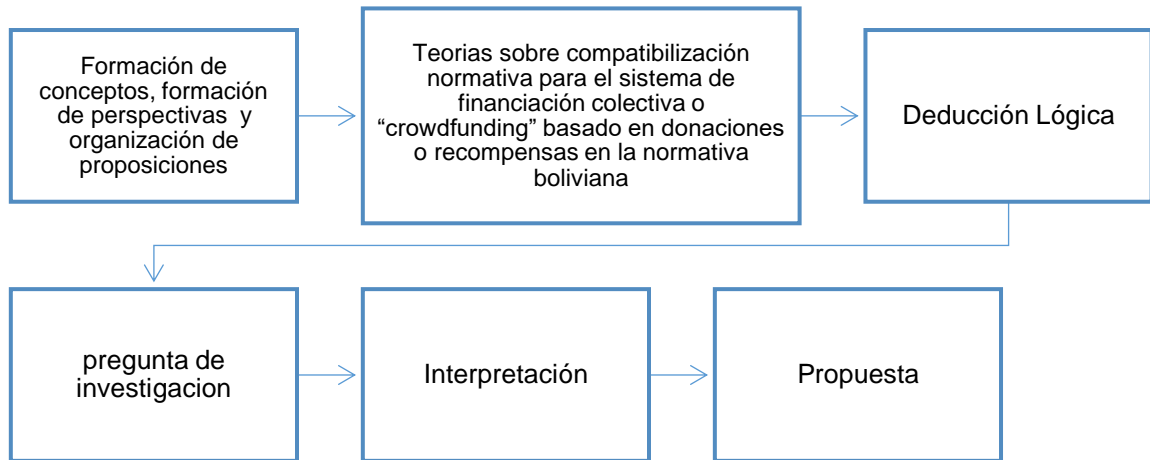 Formación de
conceptos, formación
de perspectivas y
organización de
proposiciones
Teorias sobre compatibilización
normativa para el sistema de
financiación colectiva o
“crowdfunding” basado en donaciones
o recompensas en la normativa
boliviana
Deducción Lógica
pregunta de
investigacion
Interpretación
Propuesta